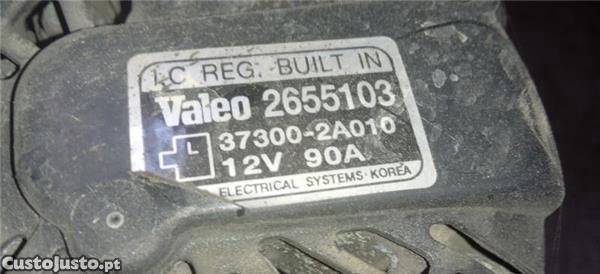 I.C. REG. BUILT IN
Valeo 2655103
37300-2A010
L 12V 90A
ELECTRICAL SYSTEMS·KOREA
CustoJusto.pt